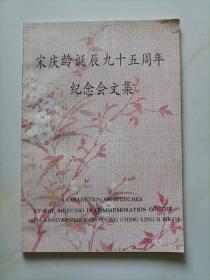 宋庆龄诞辰九十五周年
纪念会文集
A COLLECTION OF SPEECHES
AT THE MEETING IN COMMEMORATION OF THE
95TH ANNIVERSARY OF SOONG CHING LING'S BIRTH